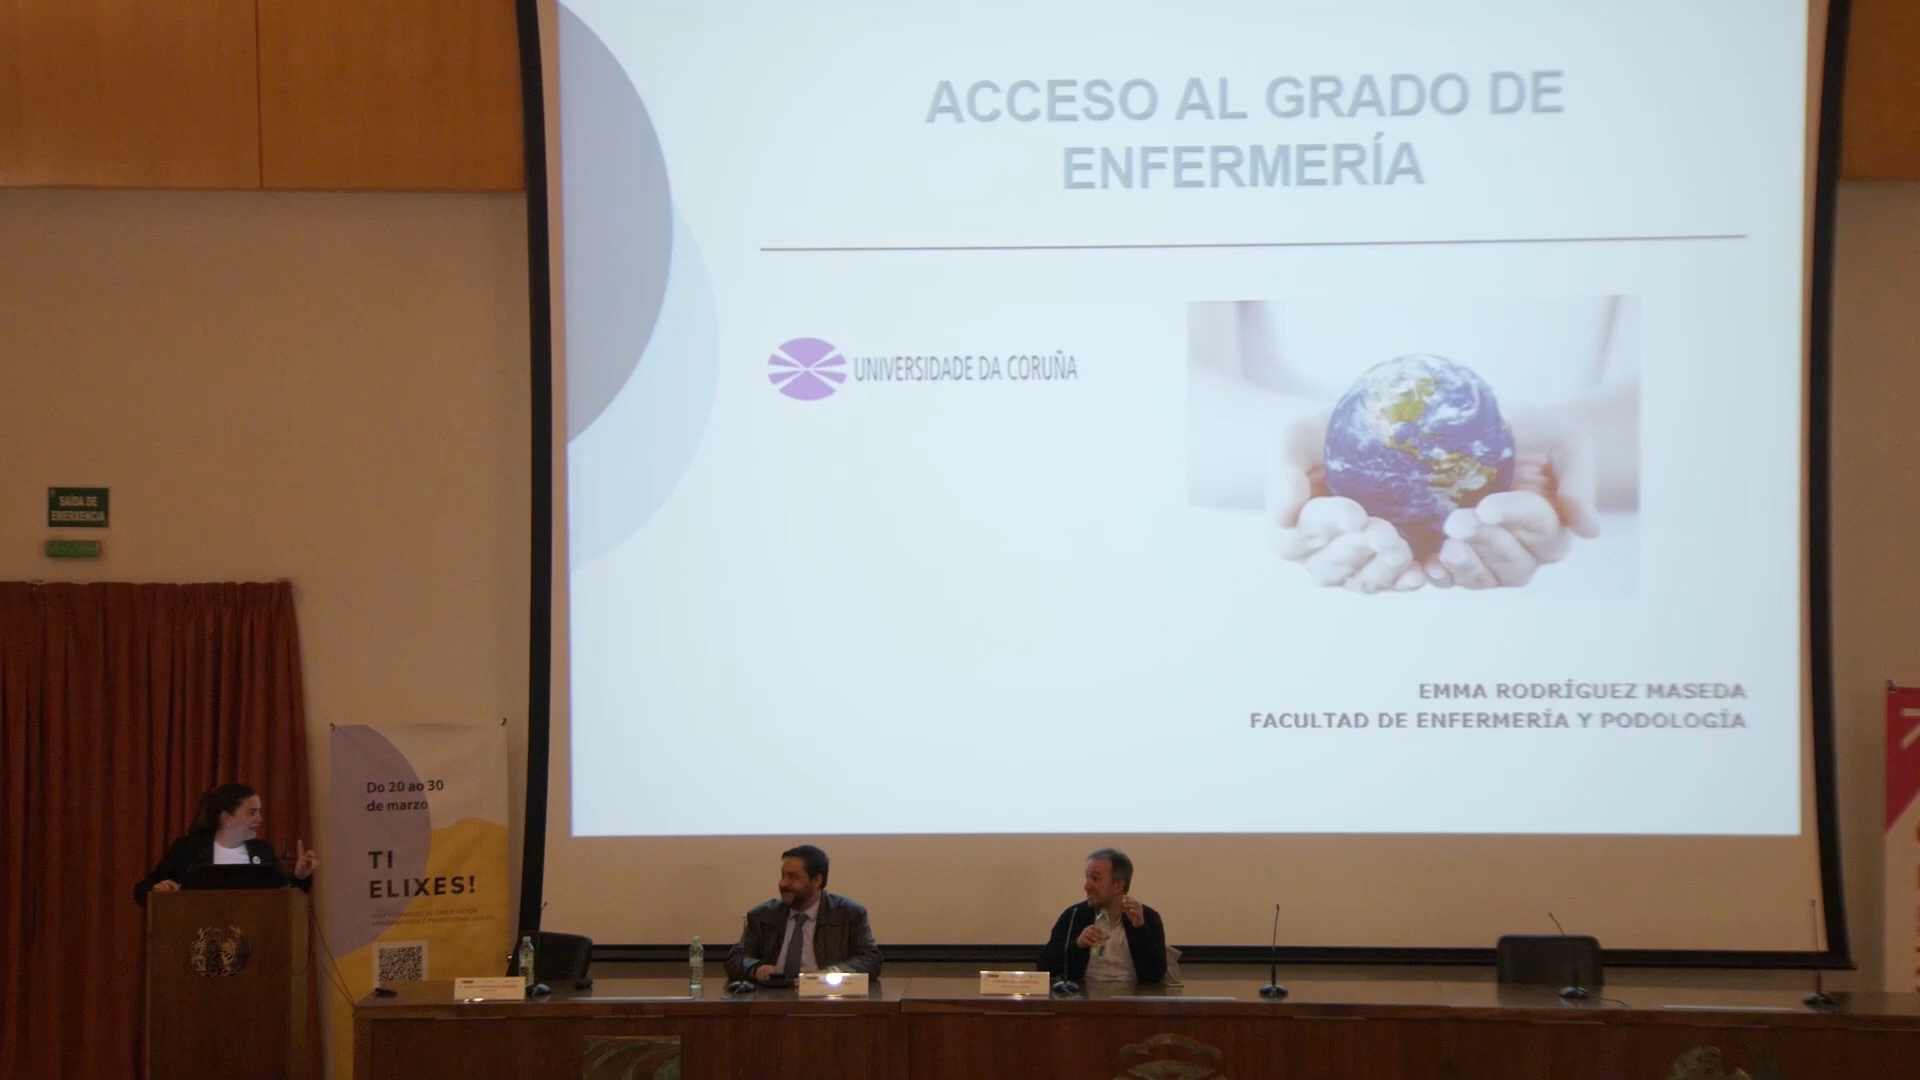 ACCESO AL GRADO DE
ENFERMERÍA
UNIVERSIDADE DA CORUÑA
EMMA RODRÍGUEZ MASEDA
FACULTAD DE ENFERMERÍA Y PODOLOGÍA
SAÍDA DE
EMERXENCIA
Do 20 ao 30
de marzo
TI
ELIXES!